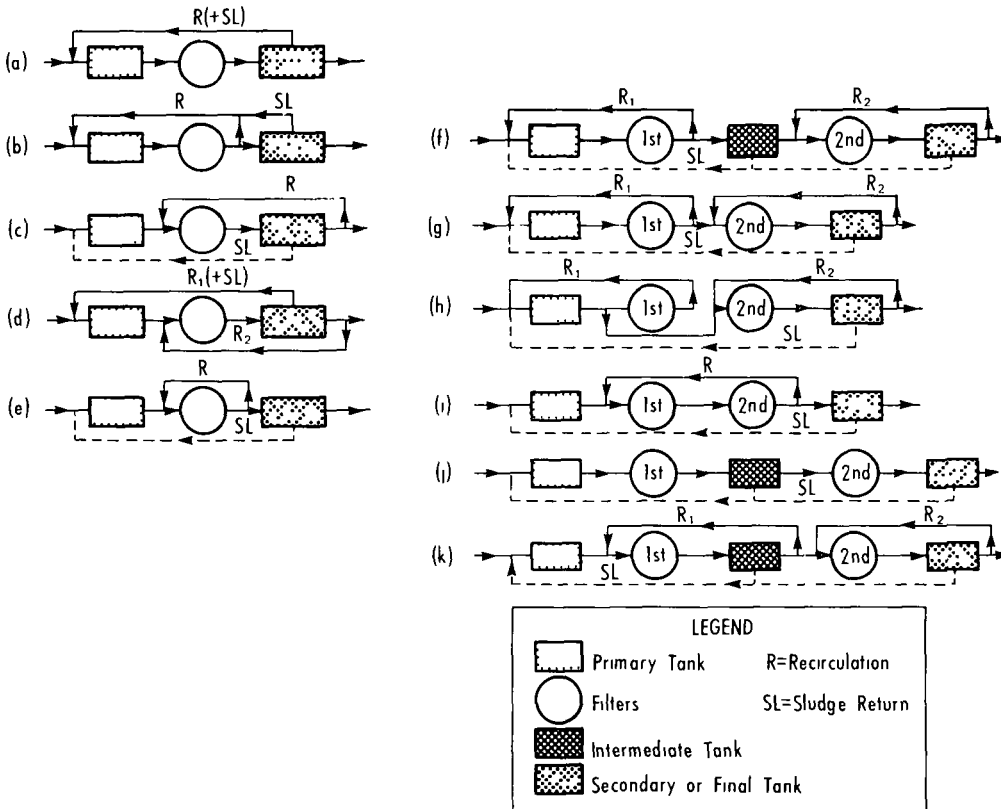 R(+SL)
(a)
R SL
(b)
R
(c)
SL
R1(+SL)
(d)
R2
R
(e)
SL
R1 R2
(f) 1st 2nd
SL
R1 R2
(g) 1st SL 2nd
R1 R2
(h) 1st 2nd
SL
R
(ı) 1st 2nd
SL
(ȷ) 1st SL 2nd
R1 R2
(k) 1st 2nd
SL
LEGEND
Primary Tank R=Recirculation
Filters SL=Sludge Return
Intermediate Tank
Secondary or Final Tank